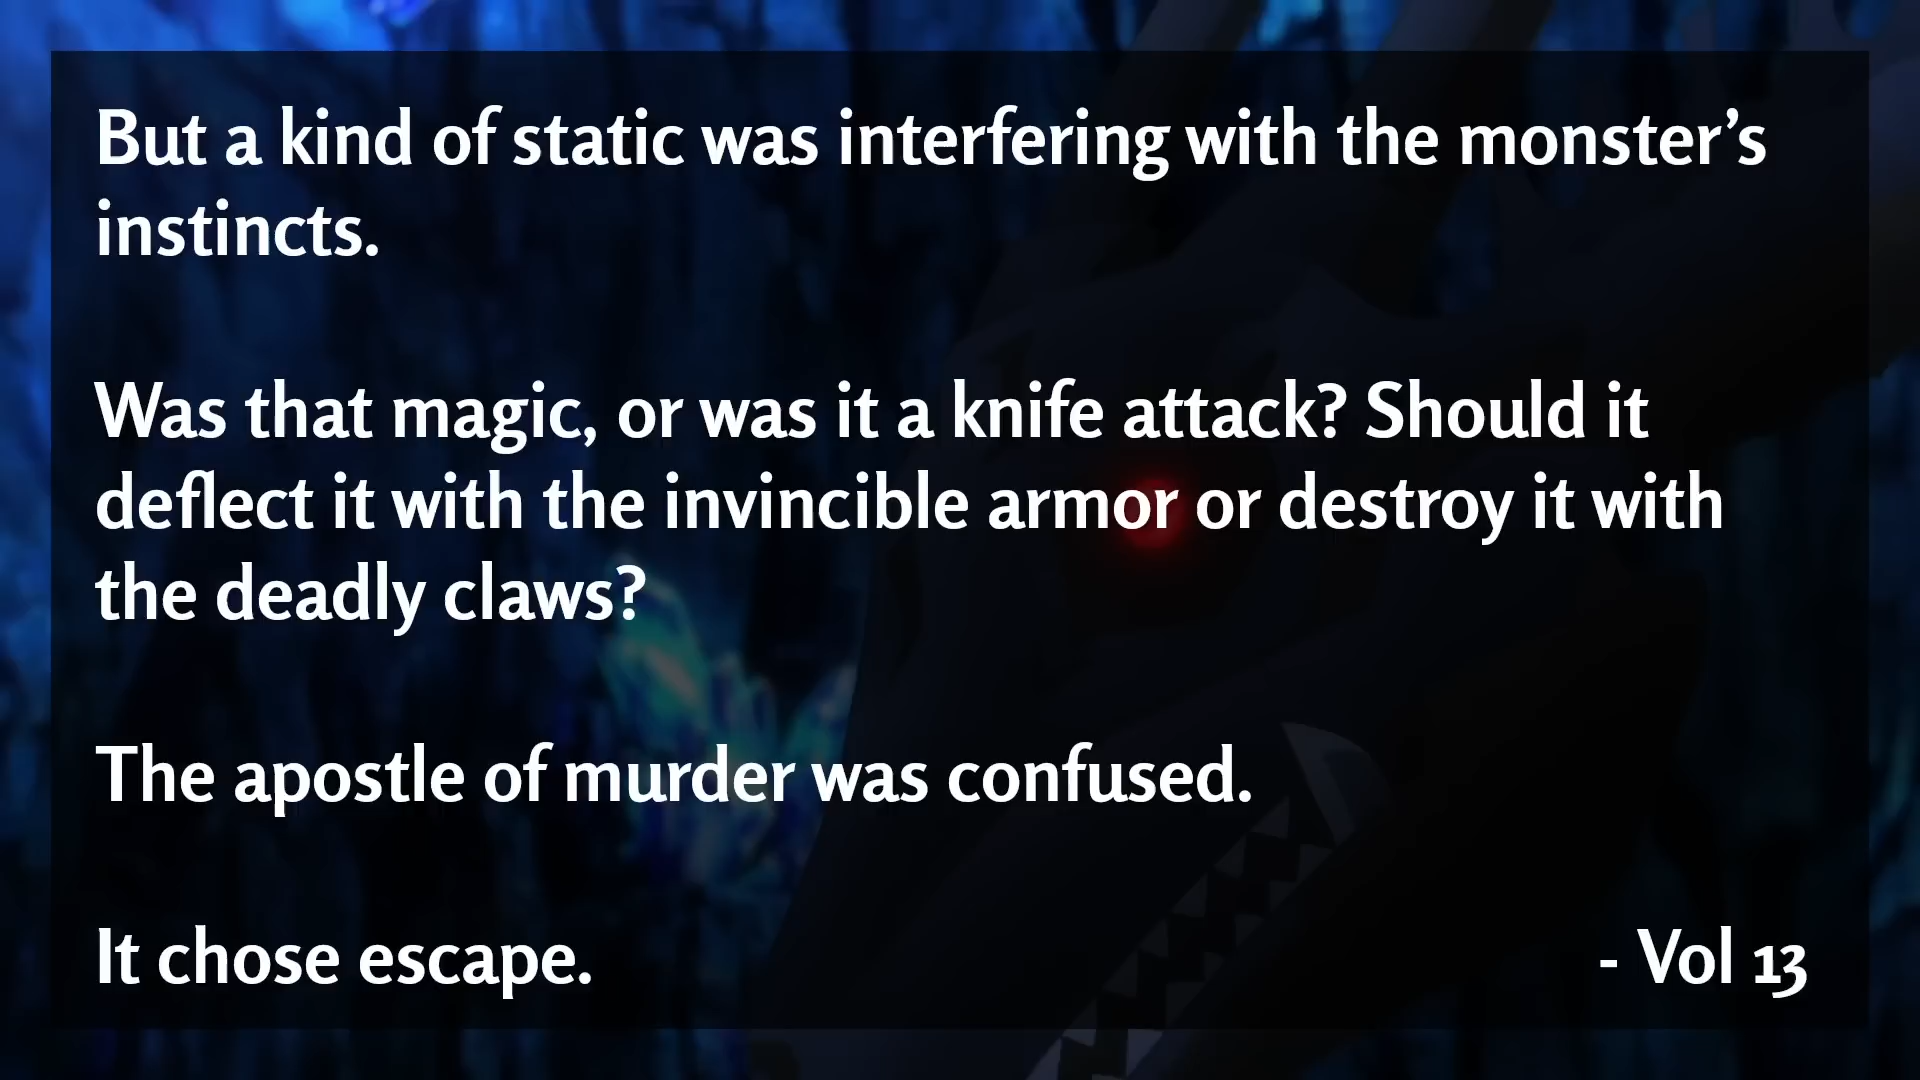 But a kind of static was interfering with the monster’s
instincts.
Was that magic, or was it a knife attack? Should it
deflect it with the invincible armor or destroy it with
the deadly claws?
The apostle of murder was confused.
It chose escape.
- Vol 13